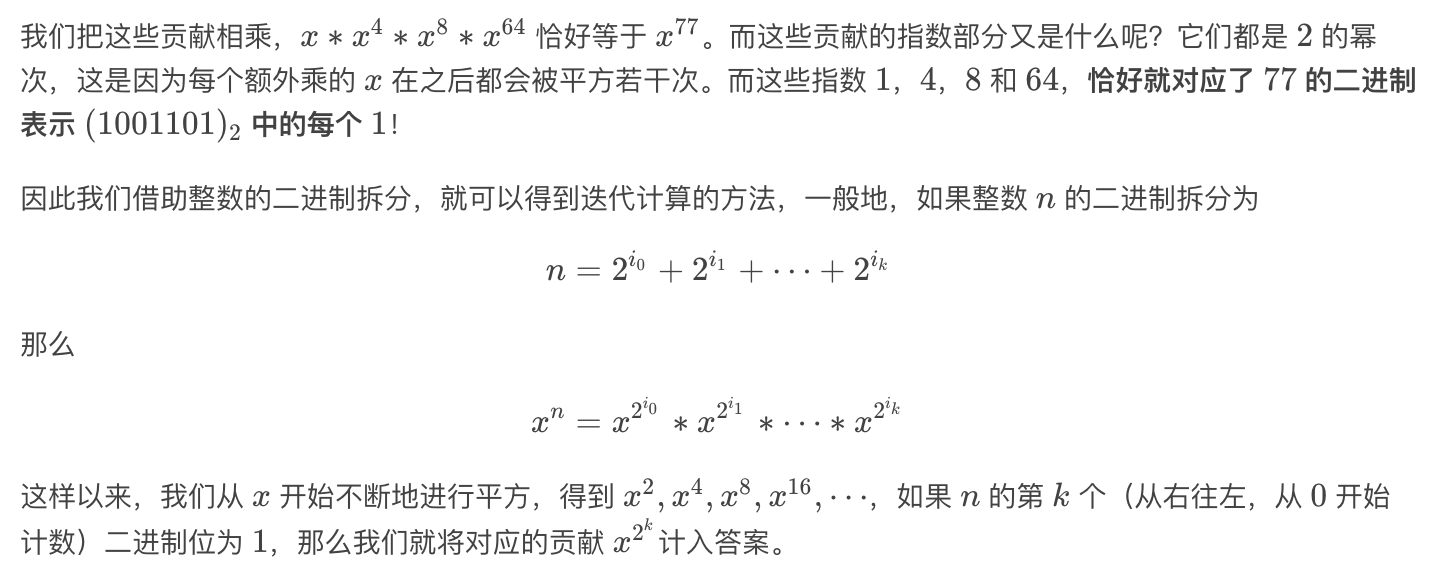 我们把这些贡献相乘，$x * x^4 * x^8 * x^{64}$ 恰好等于 $x^{77}$。而这些贡献的指数部分又是什么呢？它们都是 2 的幂
次，这是因为每个额外乘的 $x$ 在之后都会被平方若干次。而这些指数 1，4，8 和 64，恰好就对应了 77 的二进制
表示 $(1001101)_2$ 中的每个 1！
因此我们借助整数的二进制拆分，就可以得到迭代计算的方法，一般地，如果整数 $n$ 的二进制拆分为
$n = 2^{i_0} + 2^{i_1} + \cdots + 2^{i_k}$
那么
$x^n = x^{2^{i_0}} * x^{2^{i_1}} * \cdots * x^{2^{i_k}}$
这样以来，我们从 $x$ 开始不断地进行平方，得到 $x^2, x^4, x^8, x^{16}, \cdots$，如果 $n$ 的第 $k$ 个（从右往左，从 0 开始
计数）二进制位为 1，那么我们就将对应的贡献 $x^{2^k}$ 计入答案。